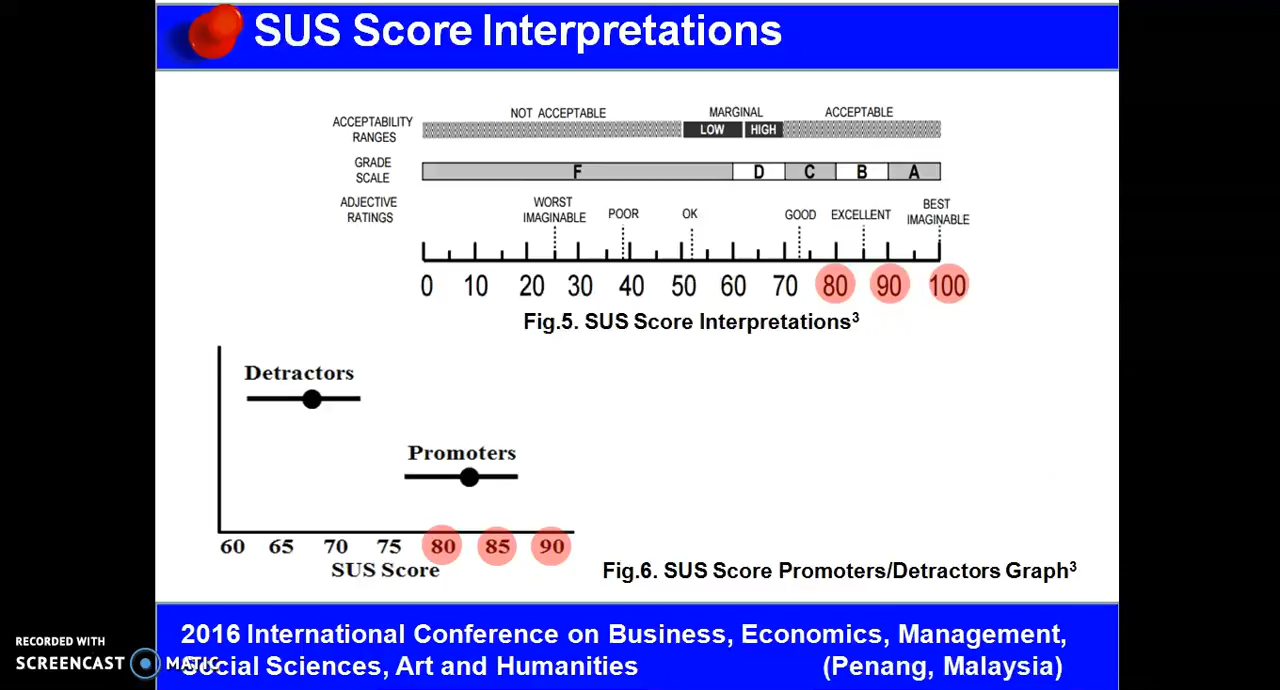 SUS Score Interpretations
NOT ACCEPTABLE MARGINAL ACCEPTABLE
ACCEPTABILITY
RANGES
LOW HIGH
GRADE
SCALE
F D C B A
ADJECTIVE
RATINGS
WORST
IMAGINABLE
POOR
OK
GOOD
EXCELLENT
BEST
IMAGINABLE
0 10 20 30 40 50 60 70 80 90 100
Fig.5. SUS Score Interpretations³
Detractors
Promoters
60 65 70 75 80 85 90
SUS Score
Fig.6. SUS Score Promoters/Detractors Graph³
2016 International Conference on Business, Economics, Management,
Social Sciences, Art and Humanities (Penang, Malaysia)
RECORDED WITH
SCREENCAST MATIC